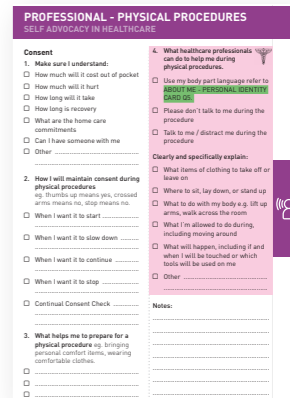 PROFESSIONAL - PHYSICAL PROCEDURES
SELF ADVOCACY IN HEALTHCARE
Consent
1. Make sure I understand:
How much will it cost out of pocket
How much will it hurt
How long will it take
How long is recovery
What are the home care
commitments
Can I have someone with me
Other ................................
................................
2. How I will maintain consent during
physical procedures
eg. thumbs up means yes, crossed
arms means no, stop means no.
When I want to start ................
................................
When I want to slow down ..........
................................
When I want to continue ............
................................
When I want to stop ................
................................
Continual Consent Check ............
................................
................................
3. What helps me to prepare for a
physical procedure eg. bringing
personal comfort items, wearing
comfortable clothes.
................................
................................
................................
4. What healthcare professionals
can do to help me during
physical procedures.
Use my body part language refer to
ABOUT ME - PERSONAL IDENTITY
CARD Q5.
Please don't talk to me during the
procedure
Talk to me / distract me during the
procedure
Clearly and specifically explain:
What items of clothing to take off or
leave on
Where to sit, lay down, or stand up
What to do with my body e.g. lift up
arms, walk across the room
What I'm allowed to do during,
including moving around
What will happen, including if and
when I will be touched or which
tools will be used on me
Other ................................
................................
Notes:
................................
................................
................................
................................
................................
................................
................................